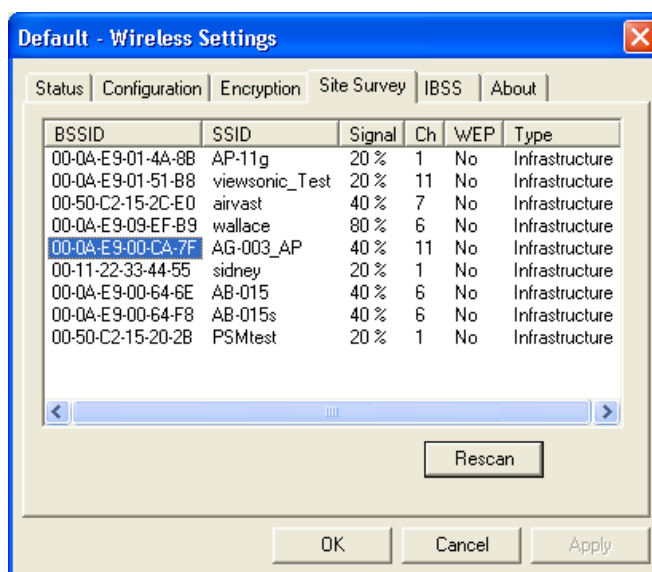 Default - Wireless Settings
Status Configuration Encryption Site Survey IBSS About
BSSID SSID Signal Ch WEP Type
00-0A-E9-01-4A-8B AP-11g 20 % 1 No Infrastructure
00-0A-E9-01-51-B8 viewsonic_Test 20 % 11 No Infrastructure
00-50-C2-15-2C-E0 airvast 40 % 7 No Infrastructure
00-0A-E9-09-EF-B9 wallace 80 % 6 No Infrastructure
00-0A-E9-00-CA-7F AG-003_AP 40 % 11 No Infrastructure
00-11-22-33-44-55 sidney 20 % 1 No Infrastructure
00-0A-E9-00-64-6E AB-015 40 % 6 No Infrastructure
00-0A-E9-00-64-F8 AB-015s 40 % 6 No Infrastructure
00-50-C2-15-20-2B PSMtest 20 % 1 No Infrastructure
Rescan
OK Cancel Apply